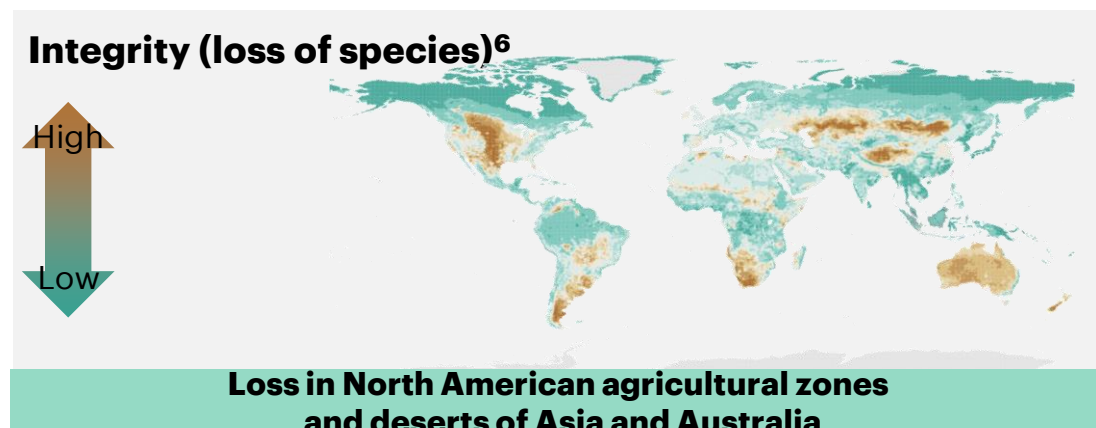 Integrity (loss of species)⁶
High
Low
Loss in North American agricultural zones
and deserts of Asia and Australia